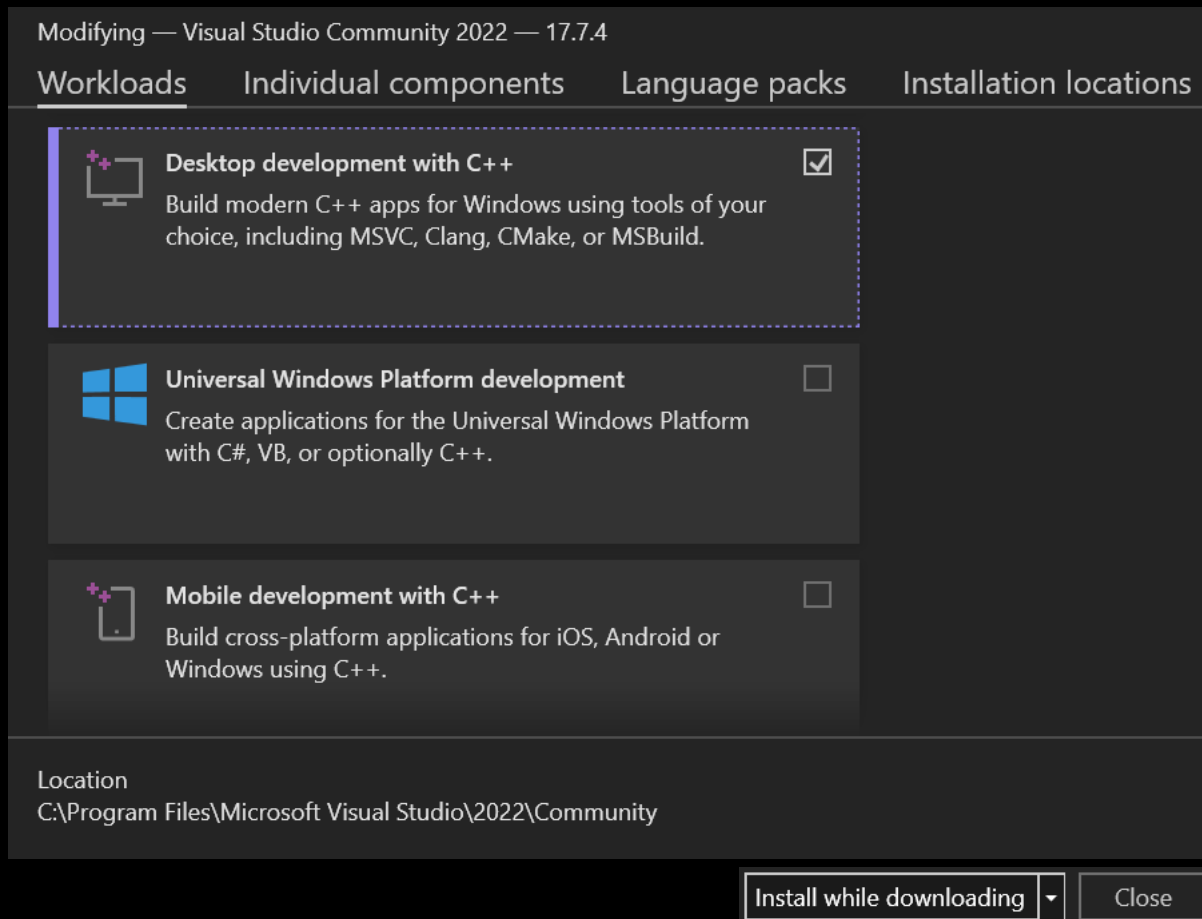 Modifying — Visual Studio Community 2022 — 17.7.4
Workloads Individual components Language packs Installation locations
Desktop development with C++
Build modern C++ apps for Windows using tools of your
choice, including MSVC, Clang, CMake, or MSBuild.
Universal Windows Platform development
Create applications for the Universal Windows Platform
with C#, VB, or optionally C++.
Mobile development with C++
Build cross-platform applications for iOS, Android or
Windows using C++.
Location
C:\Program Files\Microsoft Visual Studio\2022\Community
Install while downloading Close